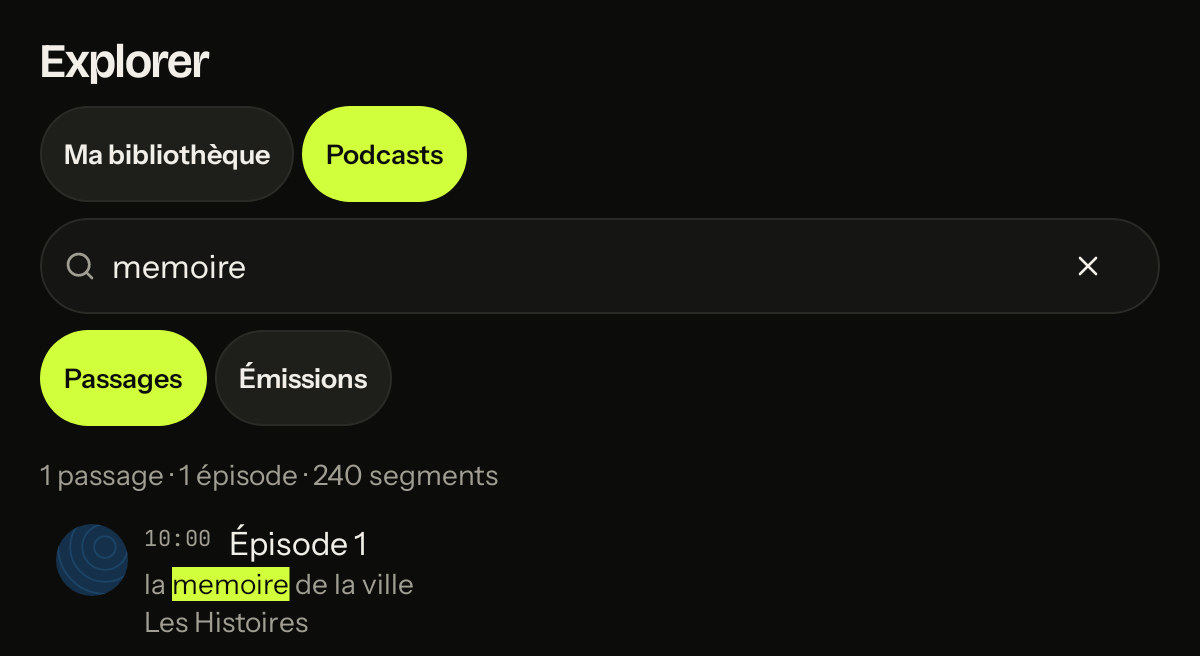 Explorer
Ma bibliothèque Podcasts
memoire
Passages Émissions
1 passage · 1 épisode · 240 segments
10:00 Épisode 1
la memoire de la ville
Les Histoires